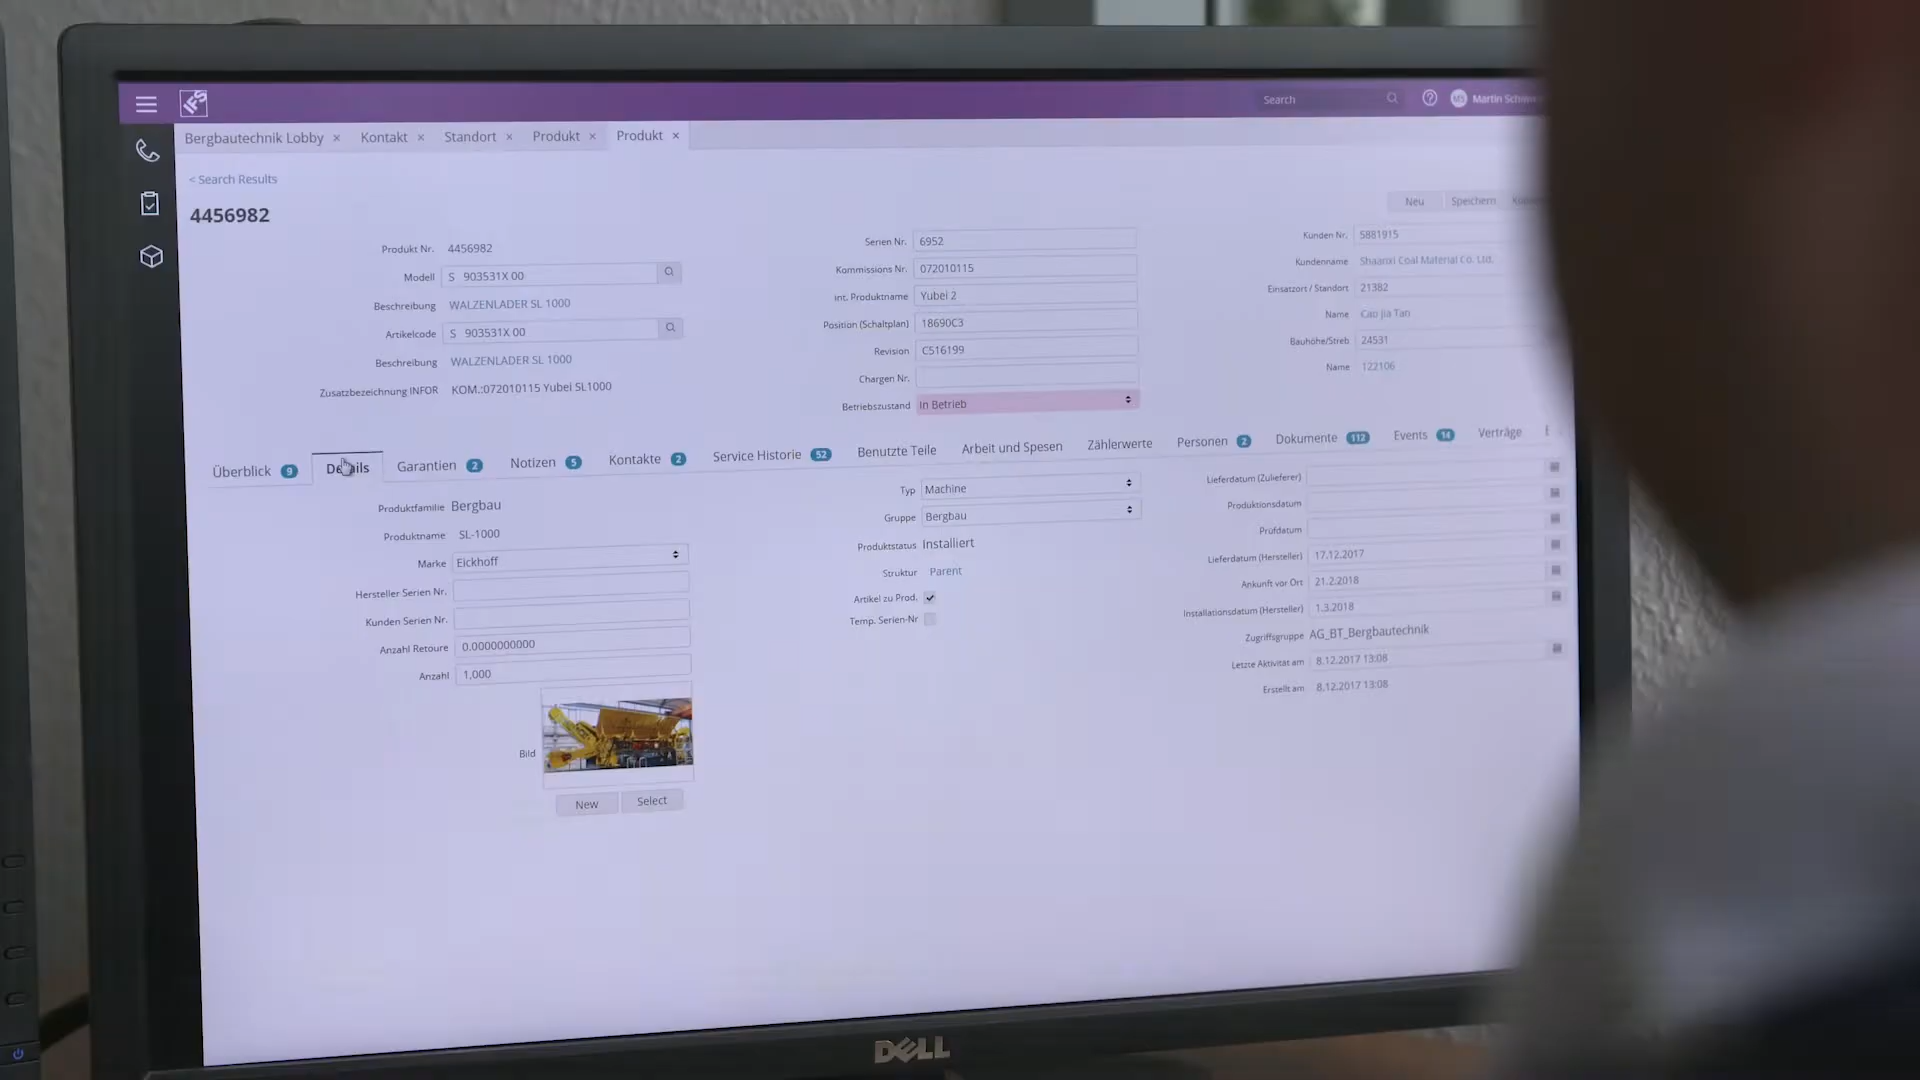 IFS
Search
Bergbautechnik Lobby × Kontakt × Standort × Produkt × Produkt ×
< Search Results
4456982
Neu Speichern
Produkt Nr. 4456982
Modell S 903531X 00
Beschreibung WALZENLADER SL 1000
Artikelcode S 903531X 00
Beschreibung WALZENLADER SL 1000
Zusatzbezeichnung INFOR KOM.:072010115 Yubei SL1000
Serien Nr. 6952
Kommissions Nr. 072010115
int. Produktname Yubei 2
Position (Schaltplan) 18690C3
Revision C516199
Chargen Nr.
Betriebszustand In Betrieb
Kunden Nr. 5881915
Kundenname Shaanxi Coal Material Co. Ltd.
Einsatzort / Standort 21382
Name Cao Jia Tan
Bauhöhe/Streb 24531
Name 122106
Überblick 9 Details Garantien 2 Notizen 5 Kontakte 2 Service Historie 52 Benutzte Teile Arbeit und Spesen Zählerwerte Personen 2 Dokumente 112 Events 14 Verträge
Produktfamilie Bergbau
Produktname SL-1000
Marke Eickhoff
Hersteller Serien Nr.
Kunden Serien Nr.
Anzahl Retoure 0.0000000000
Anzahl 1,000
Bild
New Select
Typ Machine
Gruppe Bergbau
Produktstatus Installiert
Struktur Parent
Artikel zu Prod.
Temp. Serien-Nr
Lieferdatum (Zulieferer)
Produktionsdatum
Prüfdatum
Lieferdatum (Hersteller) 17.12.2017
Ankunft vor Ort 21.2.2018
Installationsdatum (Hersteller) 1.3.2018
Zugriffsgruppe AG_BT_Bergbautechnik
Letzte Aktivität am 8.12.2017 13:08
Erstellt am 8.12.2017 13:08
DELL